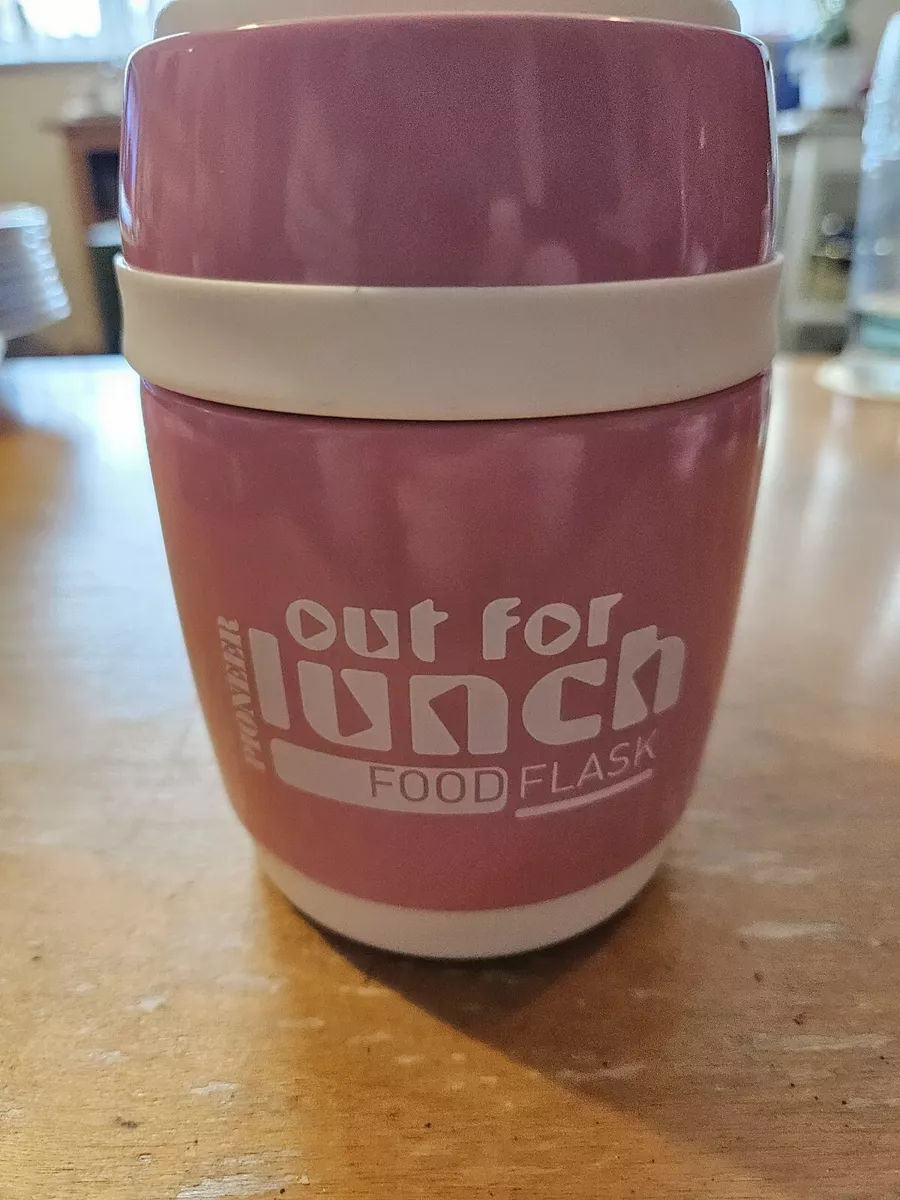 PIONEER
out for
lunch
FOOD FLASK